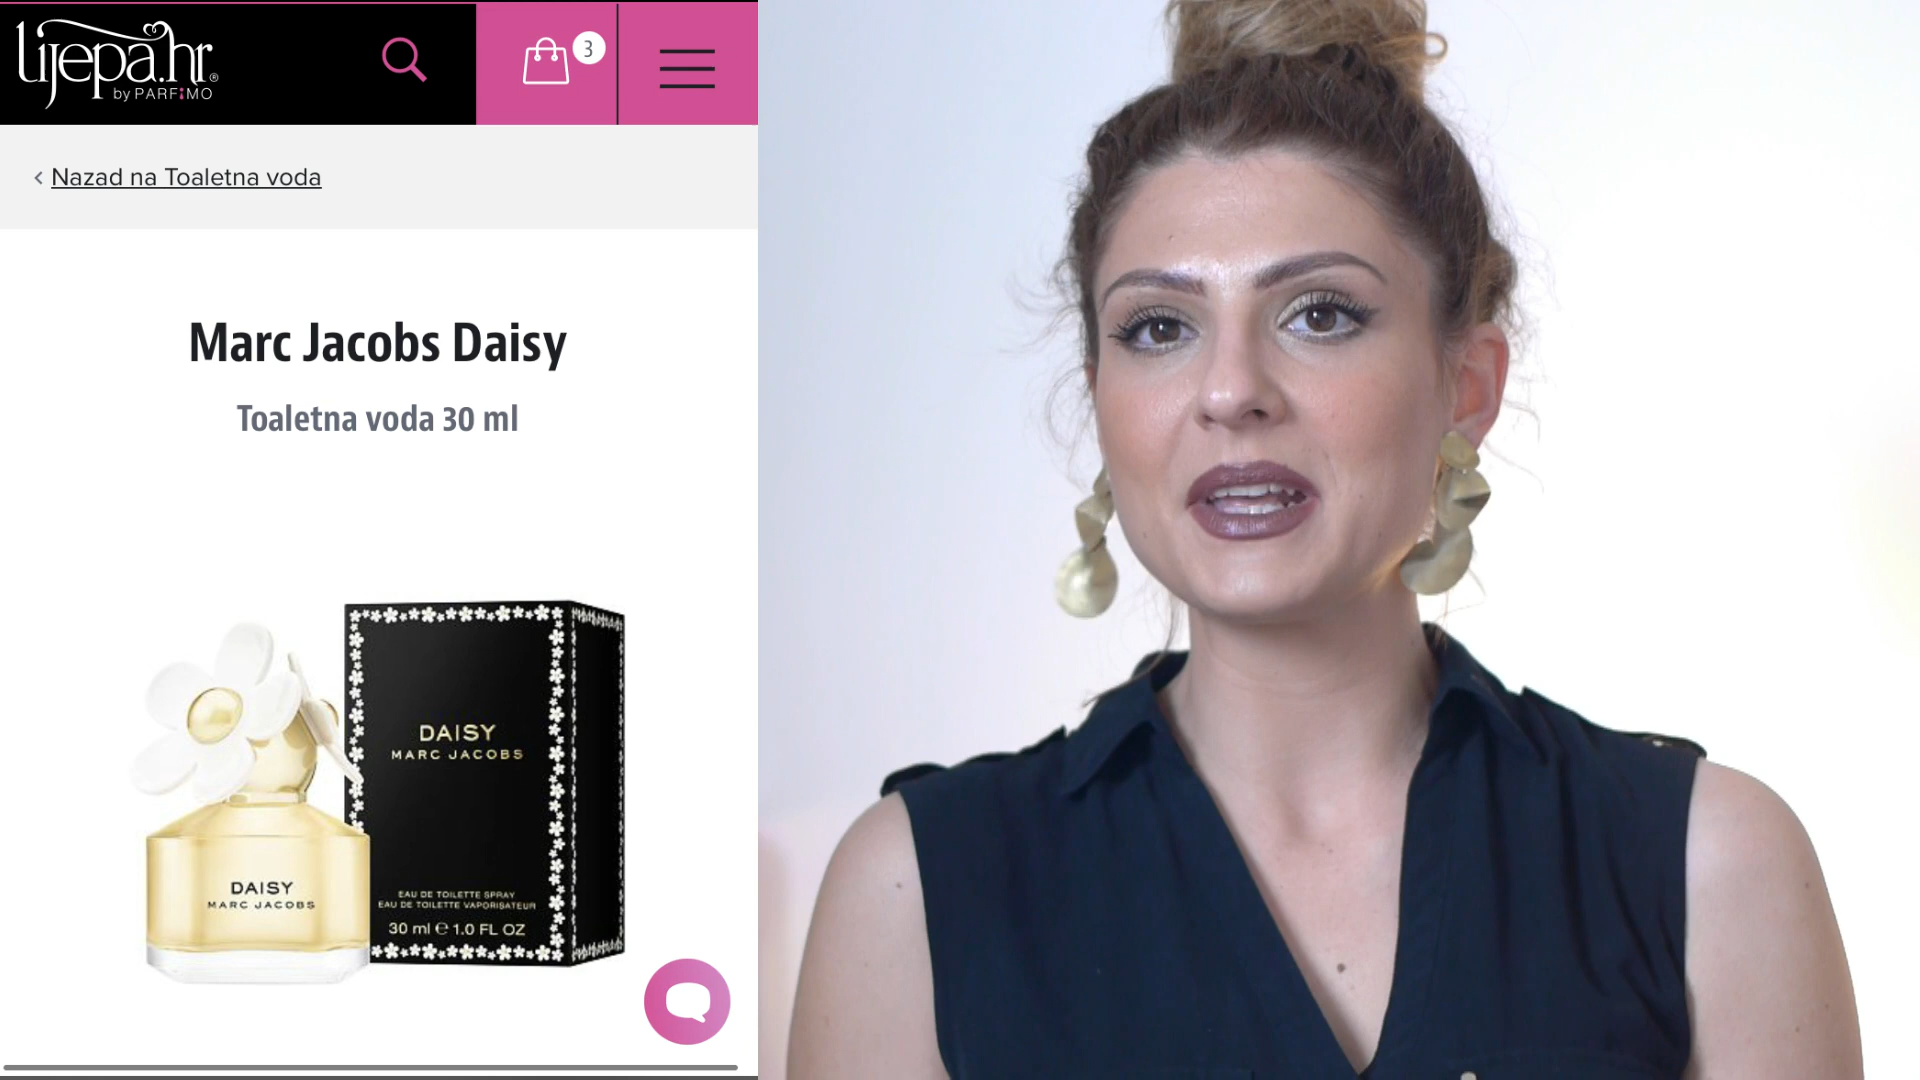 lijepa.hr®
by PARFIMO
3
Nazad na Toaletna voda
Marc Jacobs Daisy
Toaletna voda 30 ml
DAISY
MARC JACOBS
EAU DE TOILETTE SPRAY
EAU DE TOILETTE VAPORISATEUR
30 ml ℮ 1.0 FL OZ
DAISY
MARC JACOBS